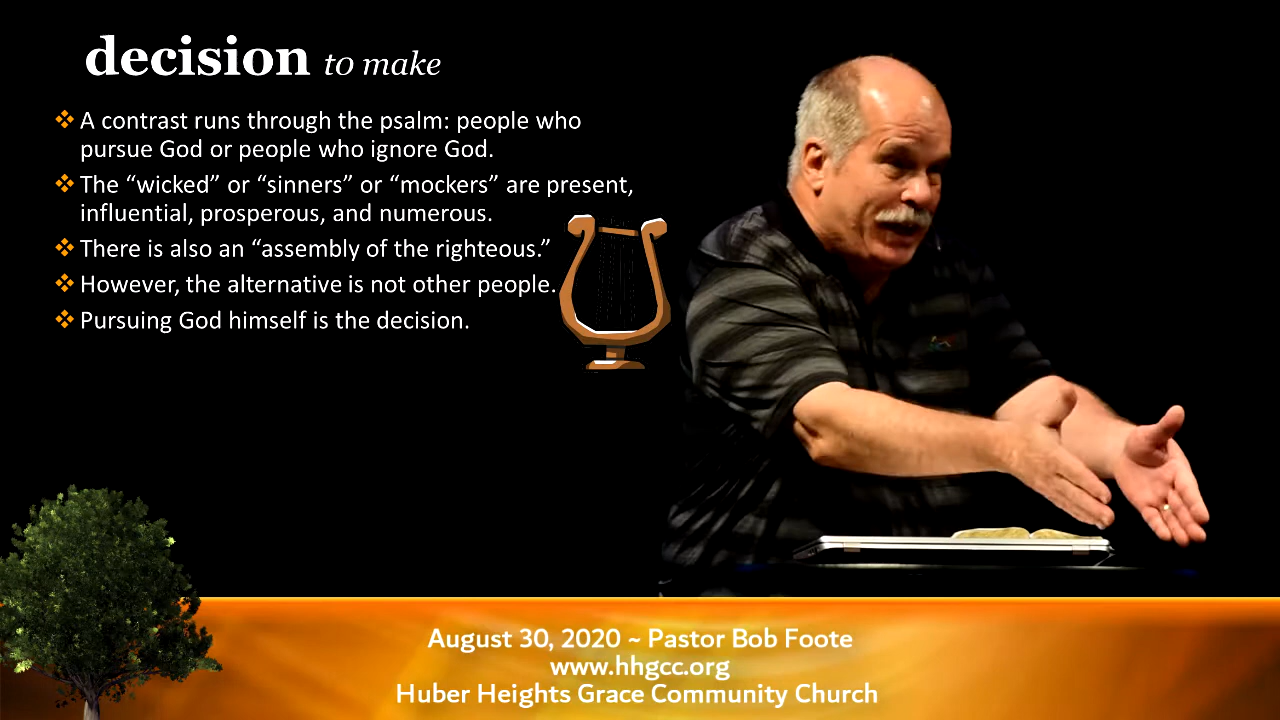 decision to make
❖ A contrast runs through the psalm: people who
pursue God or people who ignore God.
❖ The “wicked” or “sinners” or “mockers” are present,
influential, prosperous, and numerous.
❖ There is also an “assembly of the righteous.”
❖ However, the alternative is not other people.
❖ Pursuing God himself is the decision.
August 30, 2020 ~ Pastor Bob Foote
www.hhgcc.org
Huber Heights Grace Community Church